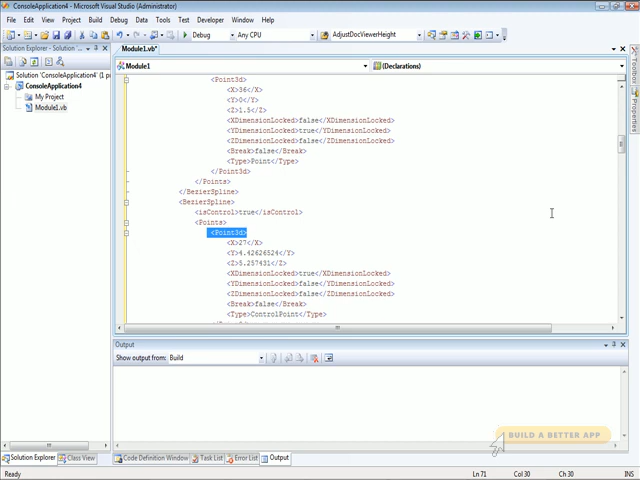 ConsoleApplication4 - Microsoft Visual Studio (Administrator)
File Edit View Project Build Debug Data Tools Test Developer Window Help
Debug Any CPU AdjustDocViewerHeight
Solution Explorer - Solution ...
Module1.vb*
Module1 (Declarations)
Solution 'ConsoleApplication4' (1 p
ConsoleApplication4
My Project
Module1.vb
<Point3d>
<X>36</X>
<Y>0</Y>
<Z>1.5</Z>
<XDimensionLocked>false</XDimensionLocked>
<YDimensionLocked>true</YDimensionLocked>
<ZDimensionLocked>false</ZDimensionLocked>
<Break>false</Break>
<Type>Point</Type>
</Point3d>
</Points>
</BezierSpline>
<BezierSpline>
<isControl>true</isControl>
<Points>
<Point3d>
<X>27</X>
<Y>4.42626524</Y>
<Z>5.257431</Z>
<XDimensionLocked>true</XDimensionLocked>
<YDimensionLocked>false</YDimensionLocked>
<ZDimensionLocked>false</ZDimensionLocked>
<Break>false</Break>
<Type>ControlPoint</Type>
Toolbox
Properties
Output
Show output from: Build
BUILD A BETTER APP
Solution Explorer Class View
Code Definition Window Task List Error List Output
Ready Ln 71 Col 30 Ch 30 INS